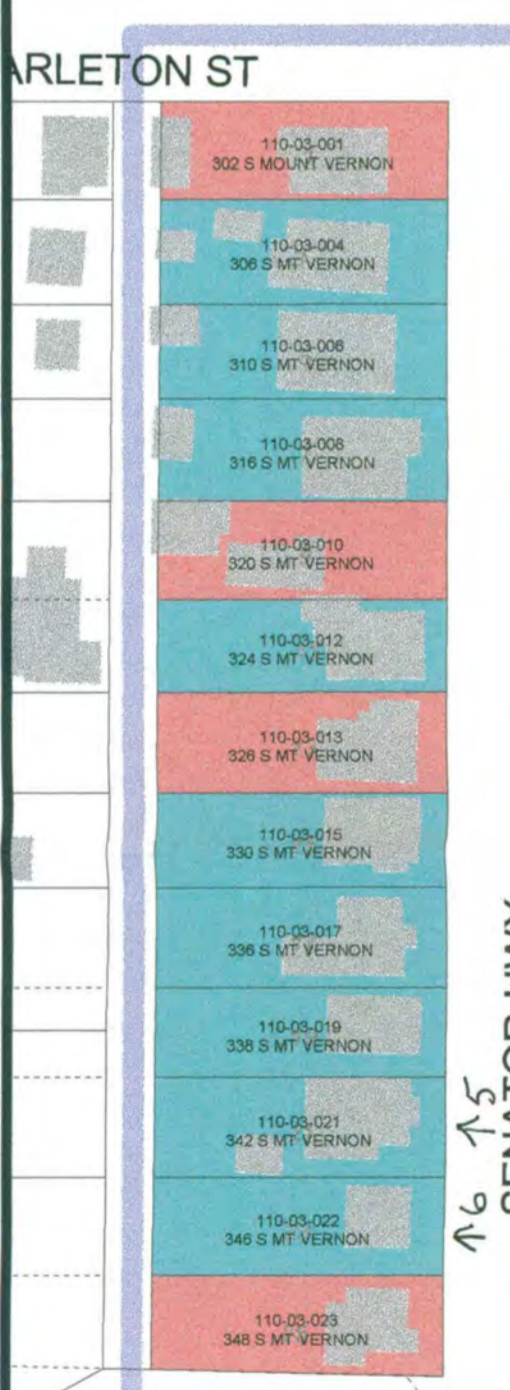 ARLETON ST
110-03-001
302 S MOUNT VERNON
110-03-004
306 S MT VERNON
110-03-006
310 S MT VERNON
110-03-008
316 S MT VERNON
110-03-010
320 S MT VERNON
110-03-012
324 S MT VERNON
110-03-013
326 S MT VERNON
110-03-015
330 S MT VERNON
110-03-017
336 S MT VERNON
110-03-019
338 S MT VERNON
110-03-021
342 S MT VERNON
110-03-022
346 S MT VERNON
110-03-023
348 S MT VERNON
SENATOR HWY
↑6 ↑5